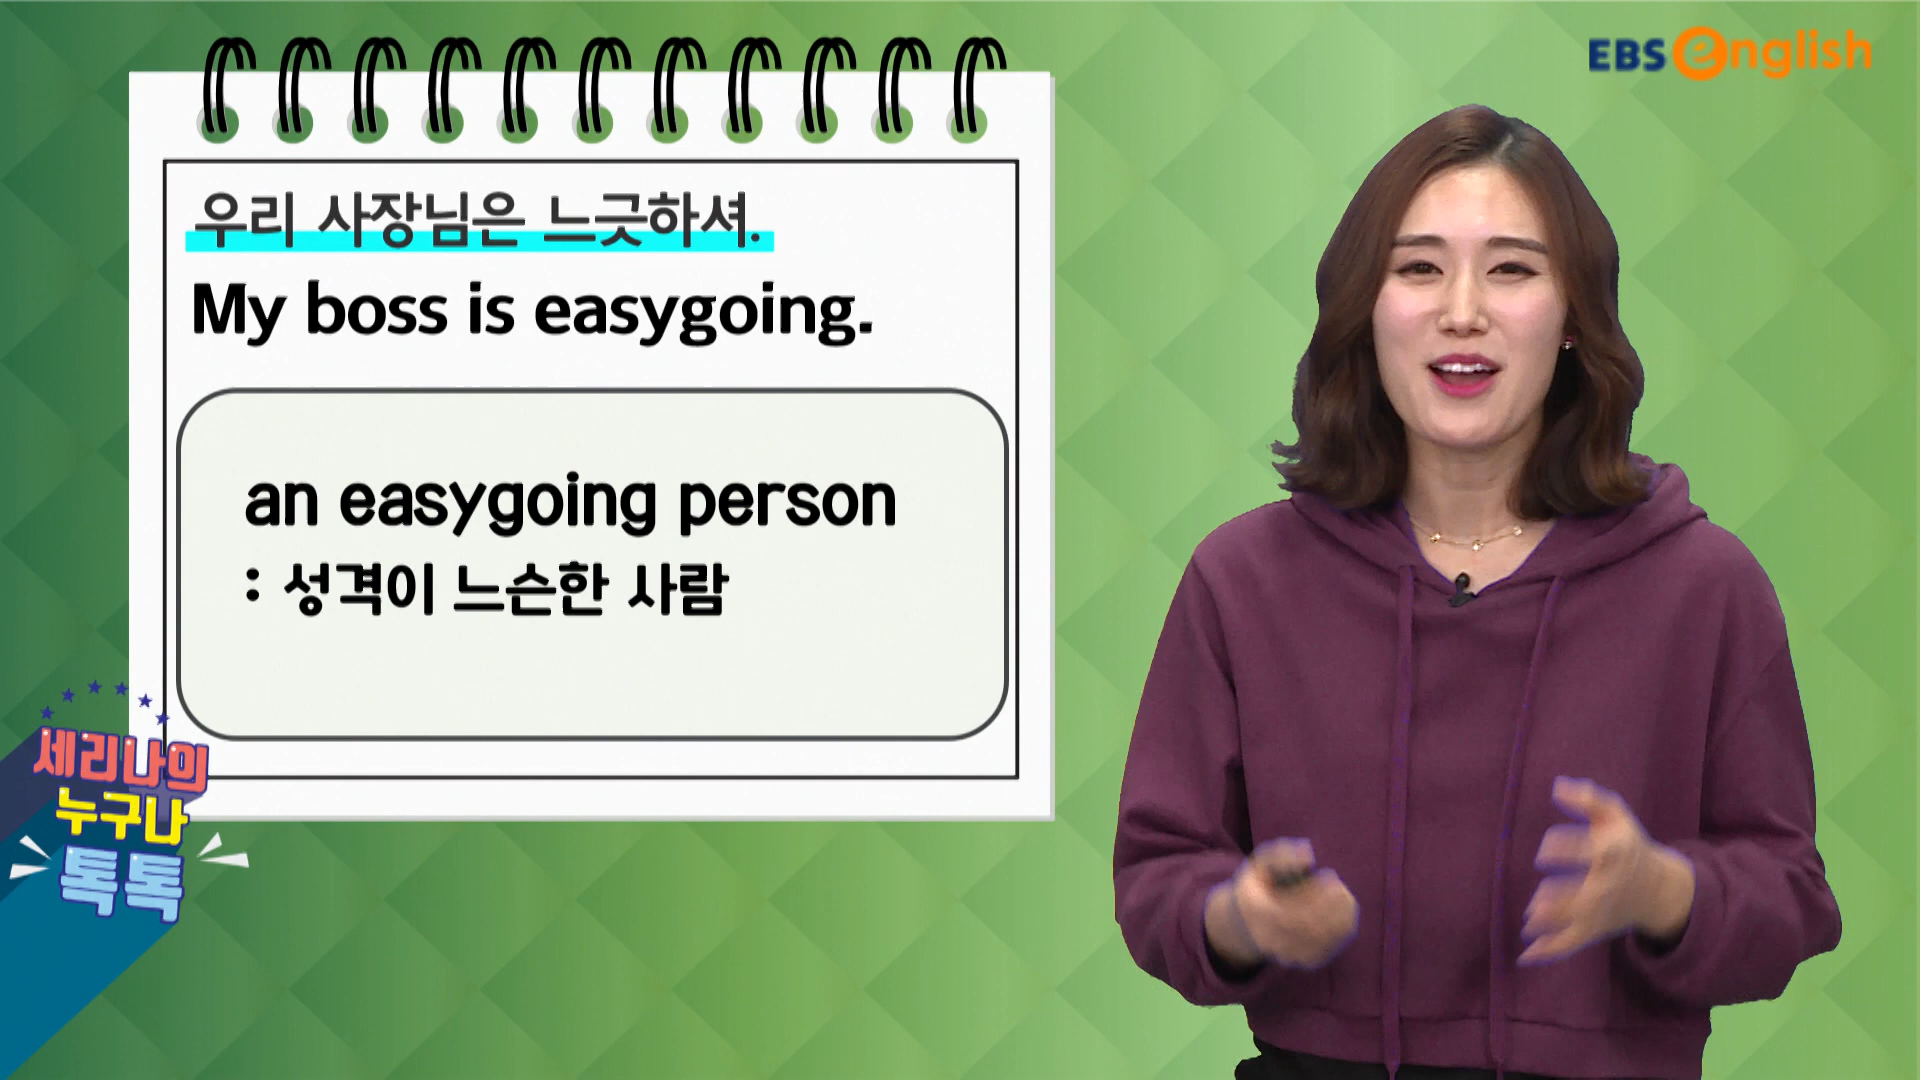 EBS English
우리 사장님은 느긋하셔.
My boss is easygoing.
an easygoing person
: 성격이 느슨한 사람
세리나의
누구나
톡톡